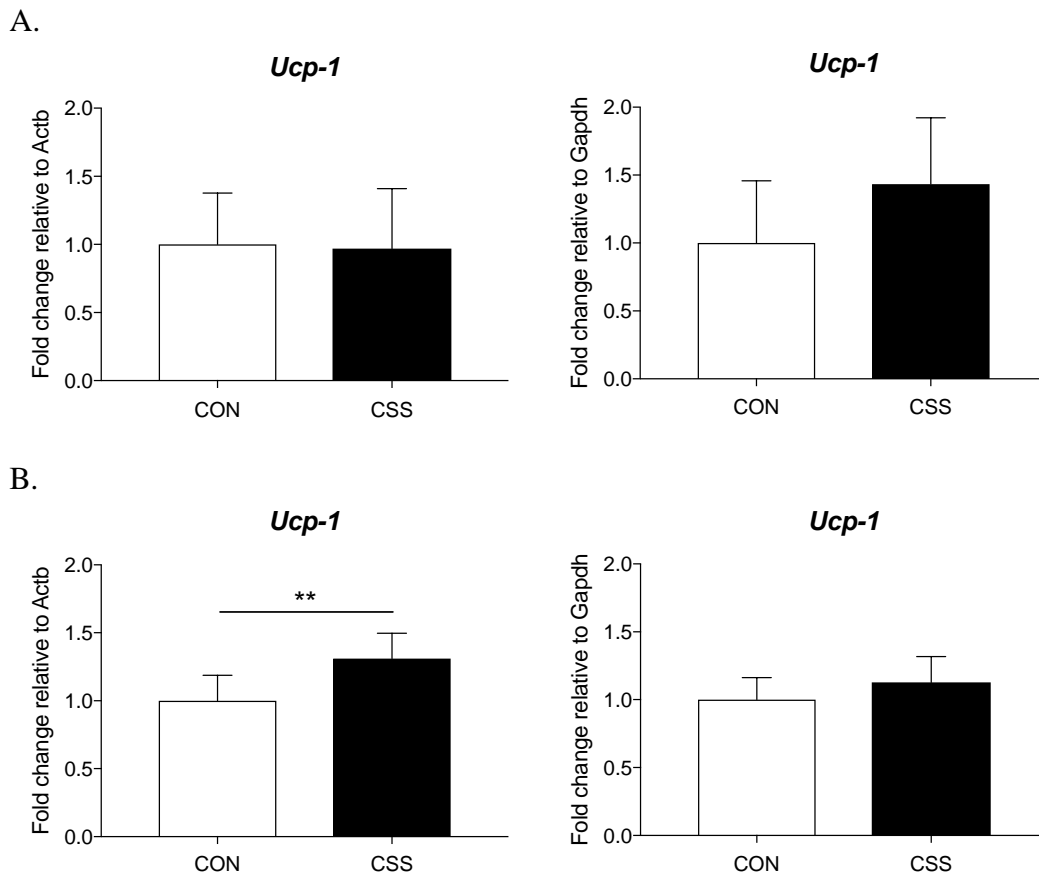 A.
Ucp-1
Fold change relative to Actb
2.0
1.5
1.0
0.5
0.0
CON
CSS
Ucp-1
Fold change relative to Gapdh
2.0
1.5
1.0
0.5
0.0
CON
CSS
B.
Ucp-1
Fold change relative to Actb
2.0
1.5
1.0
0.5
0.0
**
CON
CSS
Ucp-1
Fold change relative to Gapdh
2.0
1.5
1.0
0.5
0.0
CON
CSS